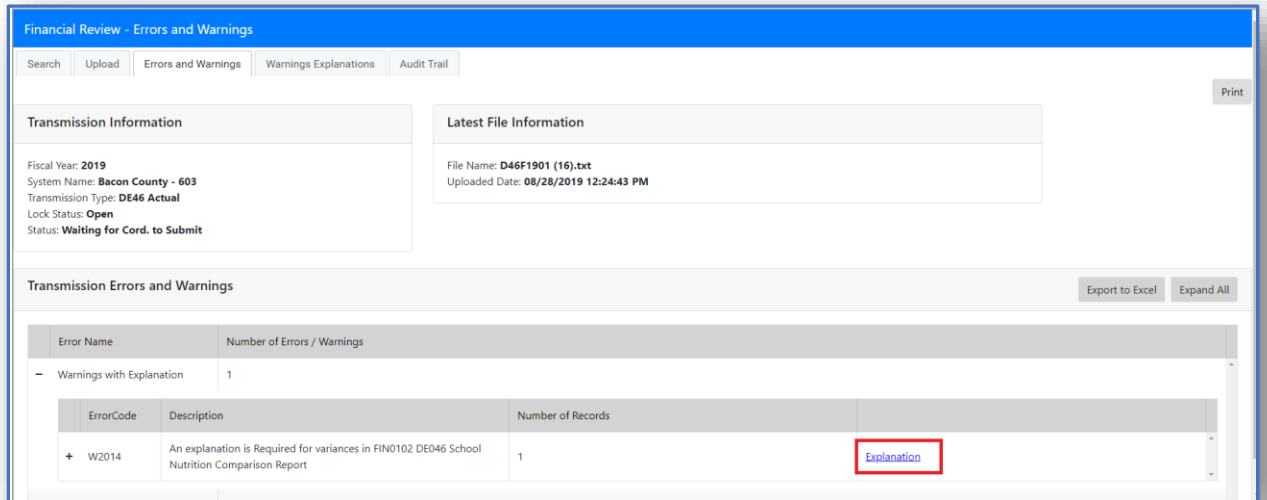 Financial Review - Errors and Warnings
Search Upload Errors and Warnings Warnings Explanations Audit Trail
Print
Transmission Information
Fiscal Year: 2019
System Name: Bacon County - 603
Transmission Type: DE46 Actual
Lock Status: Open
Status: Waiting for Cord. to Submit
Latest File Information
File Name: D46F1901 (16).txt
Uploaded Date: 08/28/2019 12:24:43 PM
Transmission Errors and Warnings
Export to Excel Expand All
Error Name Number of Errors / Warnings
− Warnings with Explanation 1
ErrorCode Description Number of Records
+ W2014 An explanation is Required for variances in FIN0102 DE046 School
Nutrition Comparison Report 1 Explanation